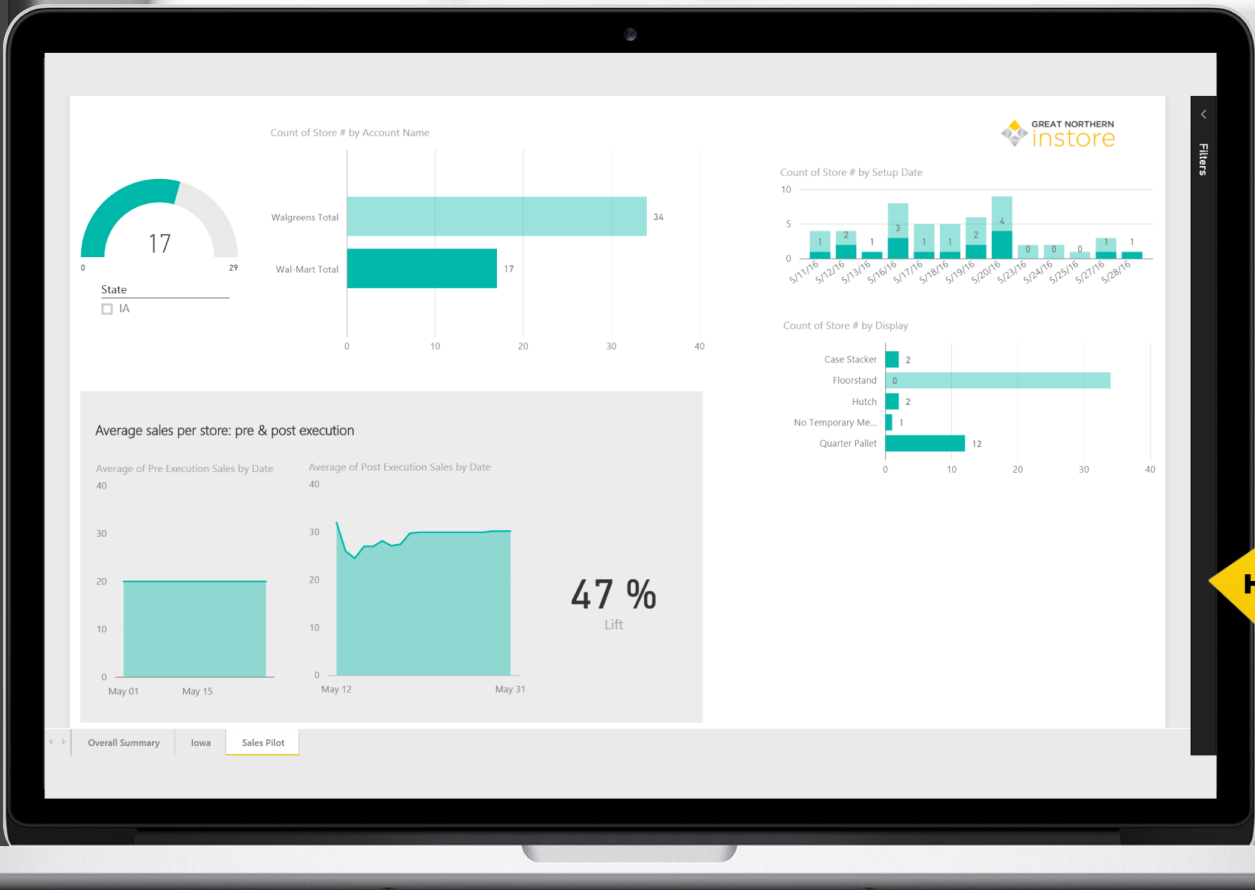 Count of Store # by Account Name
Walgreens Total
34
Wal-Mart Total
17
0
10
20
30
40
17
0
29
State
IA
GREAT NORTHERN
instore
Filters
Count of Store # by Setup Date
10
5
0
1
2
1
3
1
1
2
4
0
0
0
1
1
5/11/16
5/12/16
5/13/16
5/16/16
5/17/16
5/18/16
5/19/16
5/20/16
5/23/16
5/24/16
5/25/16
5/27/16
5/28/16
Count of Store # by Display
Case Stacker
2
Floorstand
0
Hutch
2
No Temporary Me...
1
Quarter Pallet
12
0
10
20
30
40
Average sales per store: pre & post execution
Average of Pre Execution Sales by Date
40
30
20
10
0
May 01
May 15
Average of Post Execution Sales by Date
40
30
20
10
0
May 12
May 31
47 %
Lift
Overall Summary
Iowa
Sales Pilot